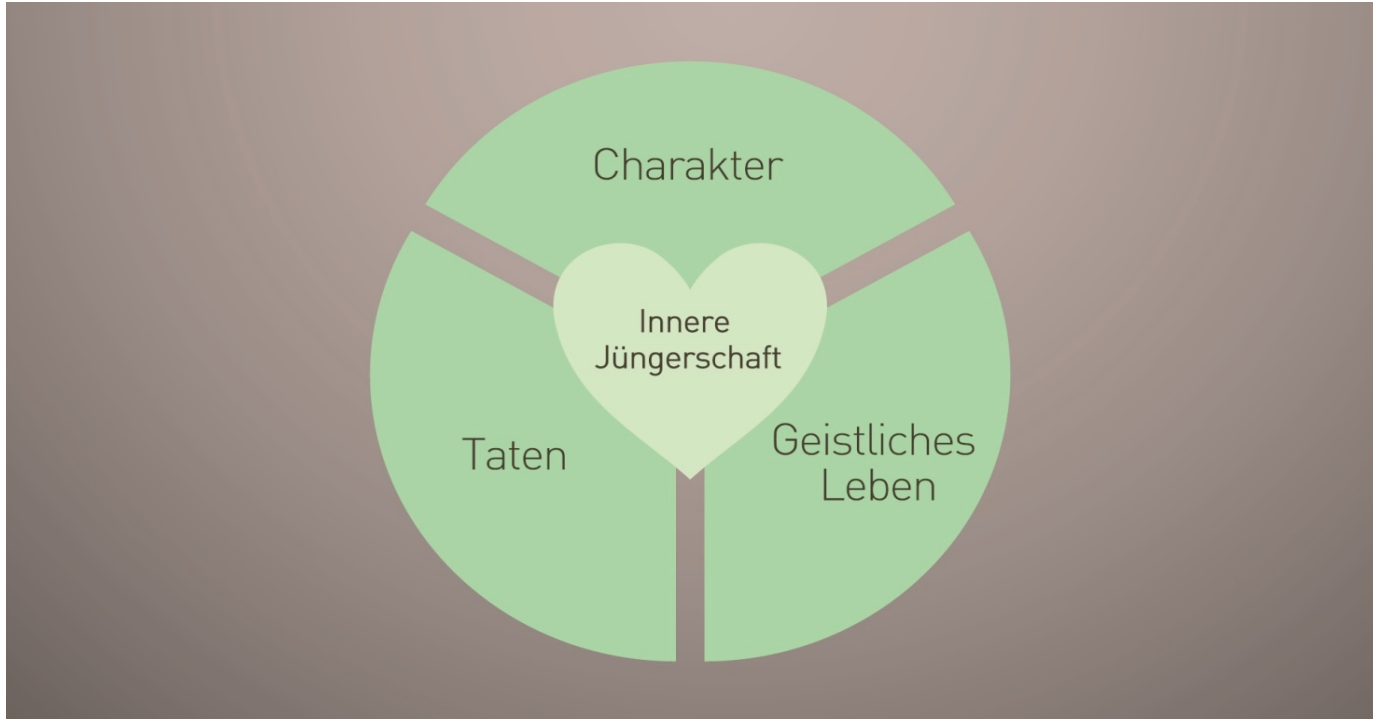 Charakter
Innere
Jüngerschaft
Taten
Geistliches
Leben